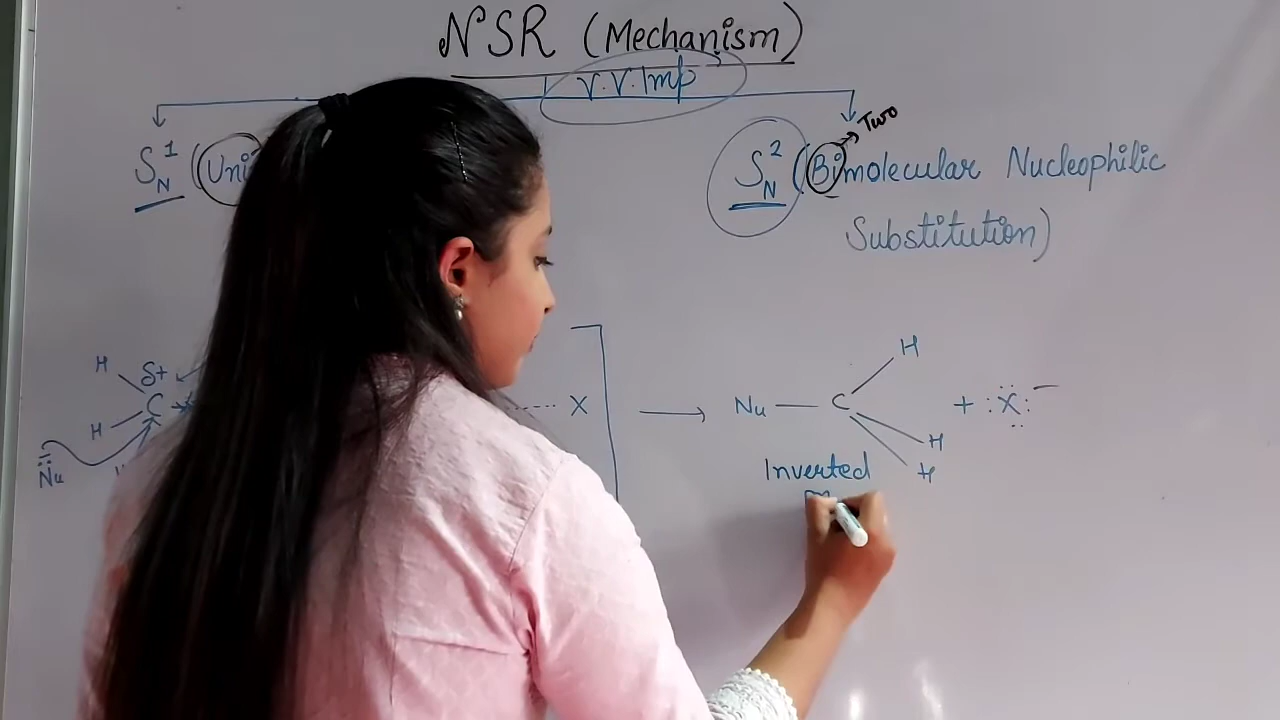 NSR (Mechanism)
V.V.Imp
S_N^1 (Uni
S_N^2 (Bimolecular Nucleophilic
Two
Substitution)
H
δ+
C
H
Nu
X
Nu — C
H
H
H
+ :X: −
Inverted